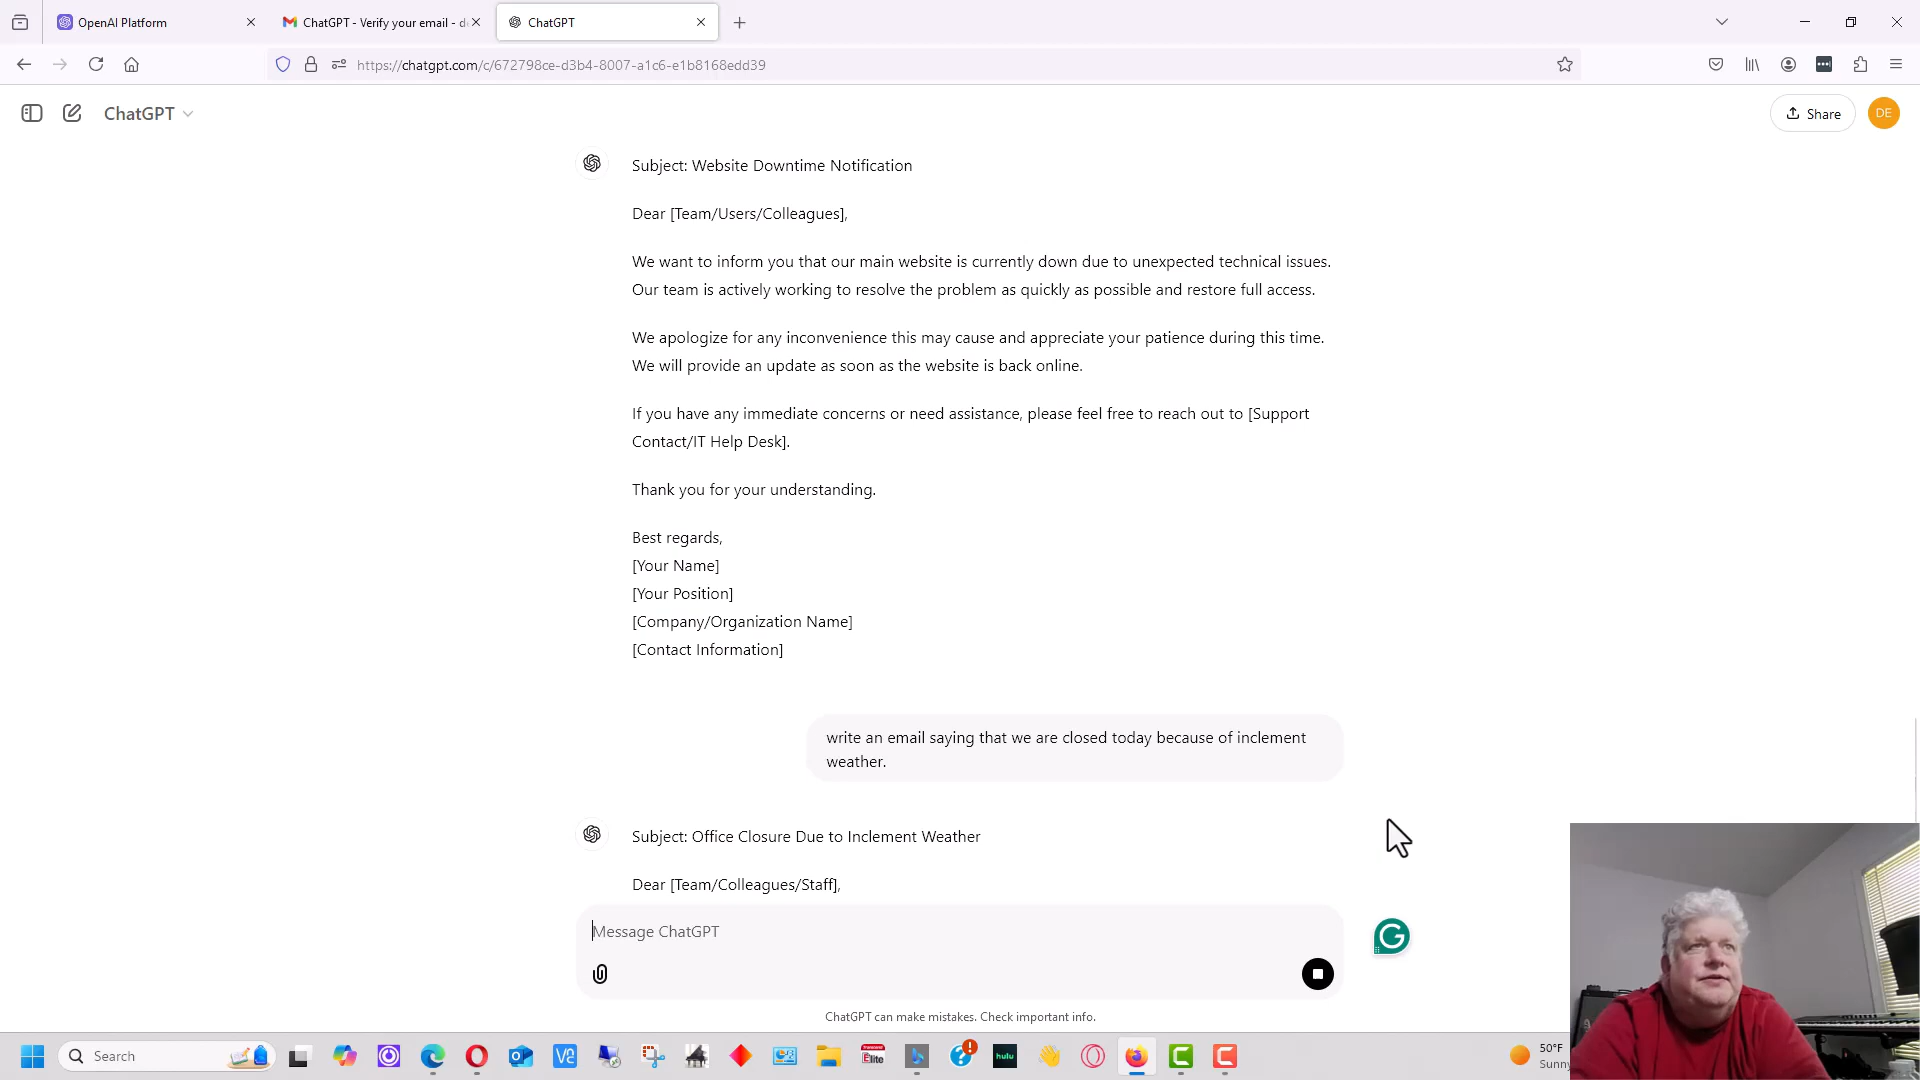 OpenAI Platform
ChatGPT - Verify your email - d
ChatGPT
https://chatgpt.com/c/672798ce-d3b4-8007-a1c6-e1b8168edd39
ChatGPT
Share
DE
Subject: Website Downtime Notification
Dear [Team/Users/Colleagues],
We want to inform you that our main website is currently down due to unexpected technical issues.
Our team is actively working to resolve the problem as quickly as possible and restore full access.
We apologize for any inconvenience this may cause and appreciate your patience during this time.
We will provide an update as soon as the website is back online.
If you have any immediate concerns or need assistance, please feel free to reach out to [Support
Contact/IT Help Desk].
Thank you for your understanding.
Best regards,
[Your Name]
[Your Position]
[Company/Organization Name]
[Contact Information]
write an email saying that we are closed today because of inclement
weather.
Subject: Office Closure Due to Inclement Weather
Dear [Team/Colleagues/Staff],
Message ChatGPT
ChatGPT can make mistakes. Check important info.
Search
Elite
hulu
50°F
Sunny